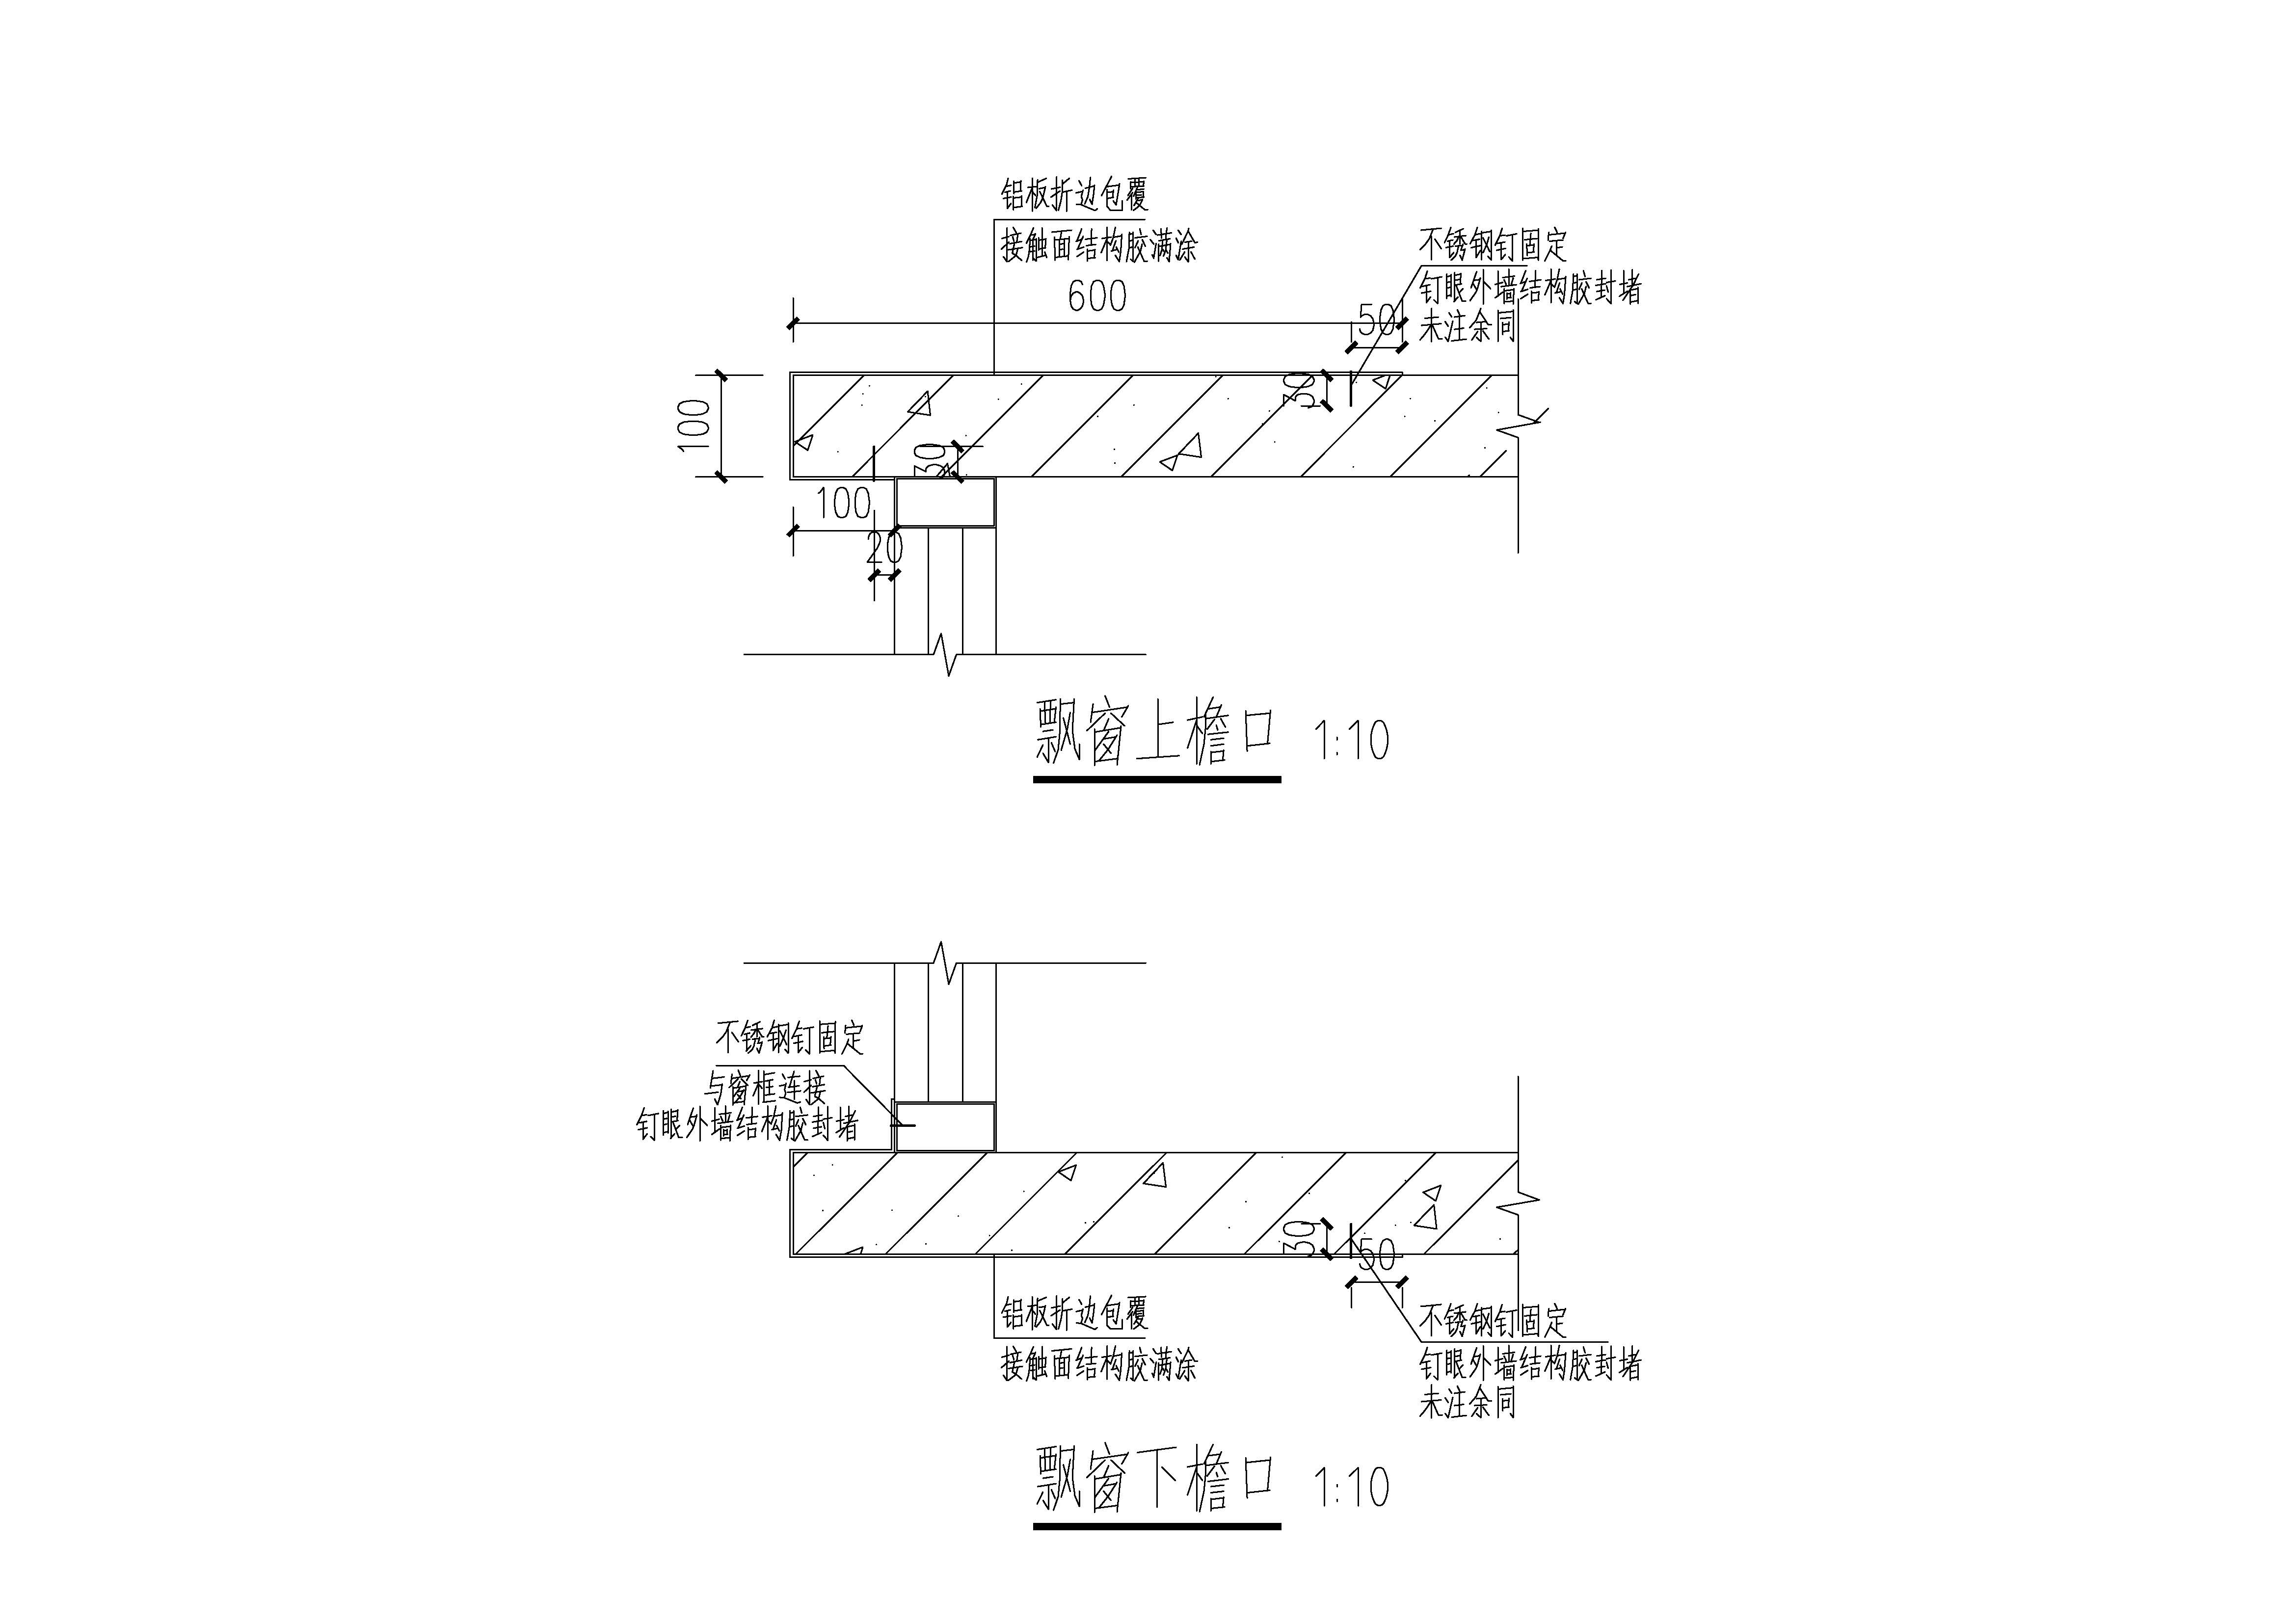 铝板折边包覆
接触面结构胶满涂
不锈钢钉固定
钉眼外墙结构胶封堵
未注余同
600
50
100
30
30
100
20
飘窗上檐口 1:10
不锈钢钉固定
与窗框连接
钉眼外墙结构胶封堵
30
50
铝板折边包覆
接触面结构胶满涂
不锈钢钉固定
钉眼外墙结构胶封堵
未注余同
飘窗下檐口 1:10